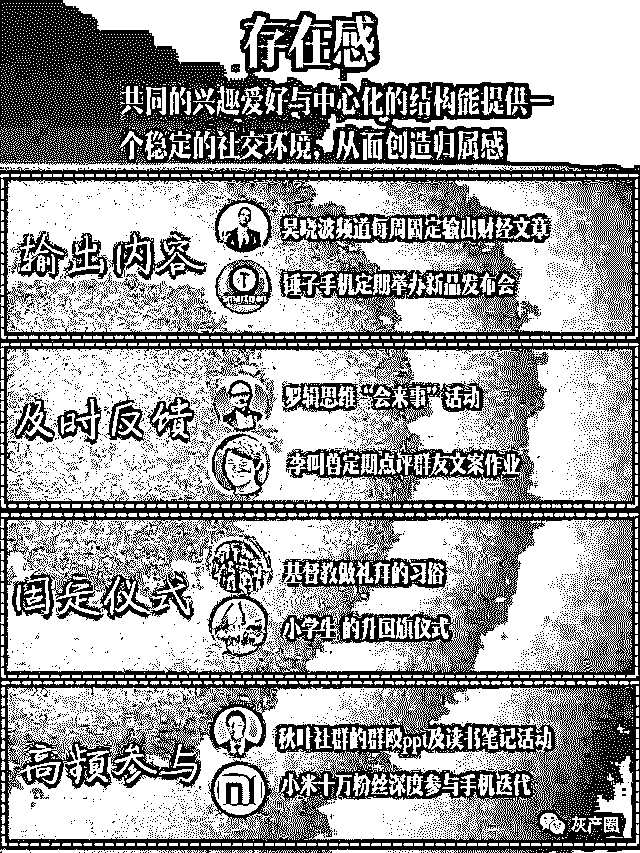 存在感
共同的兴趣爱好与中心化的结构能提供一
个稳定的社交环境，从而创造归属感
输出内容
吴晓波频道每周固定输出财经文章
T
锤子手机定期举办新品发布会
及时反馈
罗辑思维“会来事”活动
李叫兽定期点评群友文案作业
固定仪式
基督教做礼拜的习俗
小学生的升国旗仪式
高频参与
秋叶社群的群殴ppt及读书笔记活动
小米十万粉丝深度参与手机迭代
灰产圈